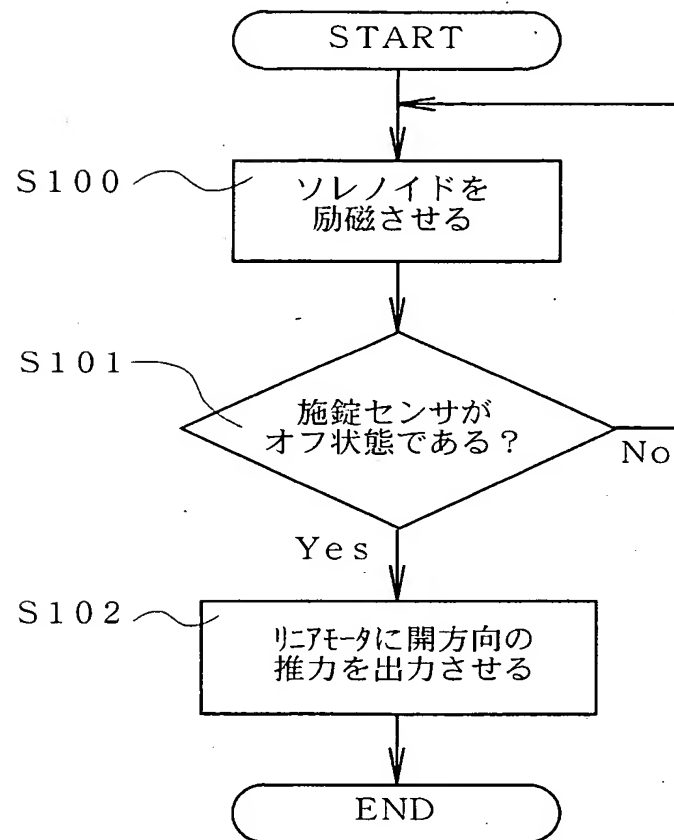 START
S100
ソレノイドを
励磁させる
S101
施錠センサが
オフ状態である？
No
Yes
S102
リニアモータに開方向の
推力を出力させる
END